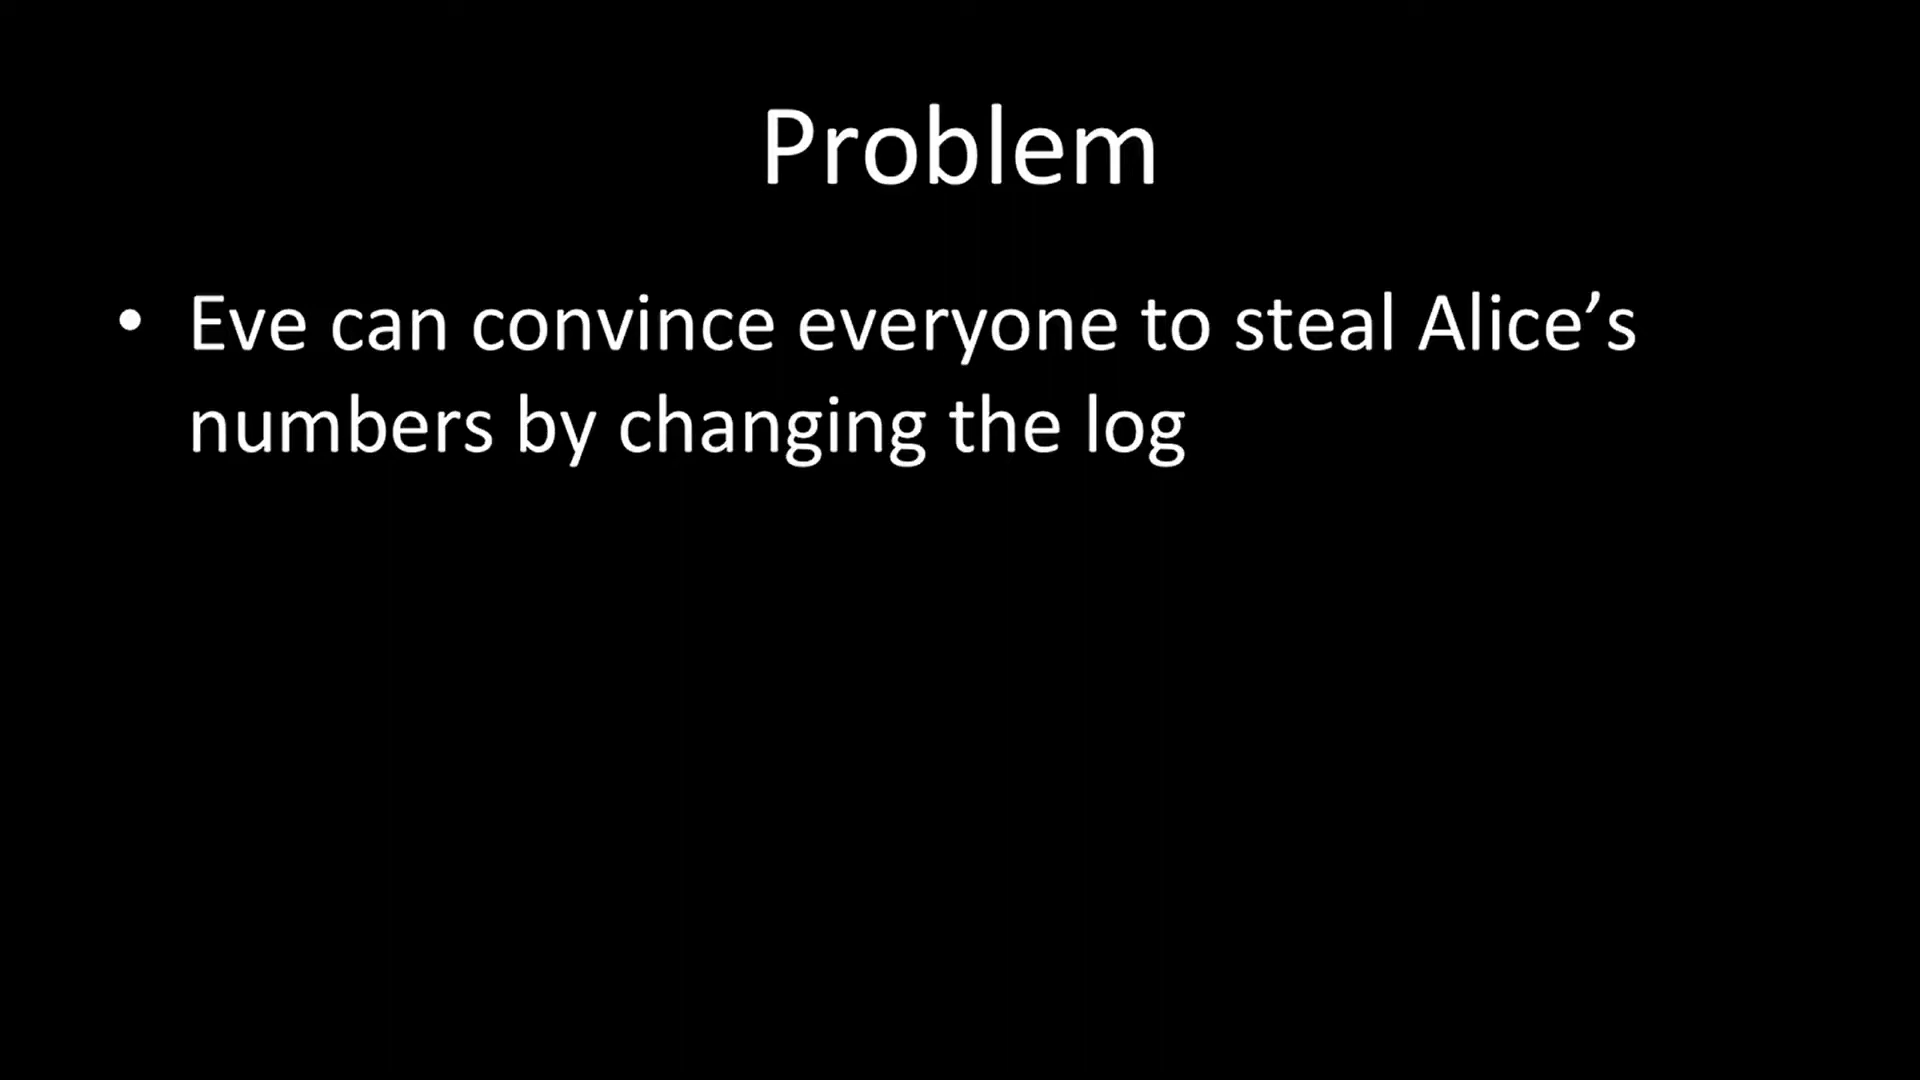 Problem
• Eve can convince everyone to steal Alice’s
numbers by changing the log